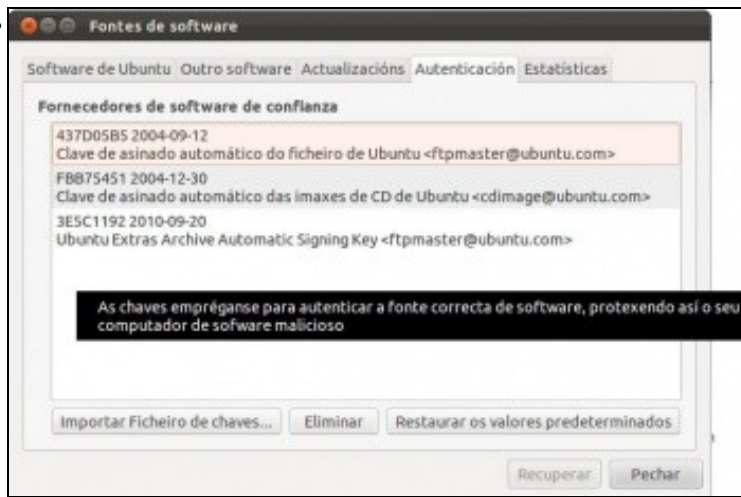 Fontes de software
Software de Ubuntu Outro software Actualizacións Autenticación Estatísticas
Fornecedores de software de confianza
437D05B5 2004-09-12
Clave de asinado automático do ficheiro de Ubuntu <ftpmaster@ubuntu.com>
FBB75451 2004-12-30
Clave de asinado automático das imaxes de CD de Ubuntu <cdimage@ubuntu.com>
3E5C1192 2010-09-20
Ubuntu Extras Archive Automatic Signing Key <ftpmaster@ubuntu.com>
As chaves empréganse para autenticar a fonte correcta de software, protexendo así o seu
computador de sofware malicioso
Importar Ficheiro de chaves... Eliminar Restaurar os valores predeterminados
Recuperar Pechar